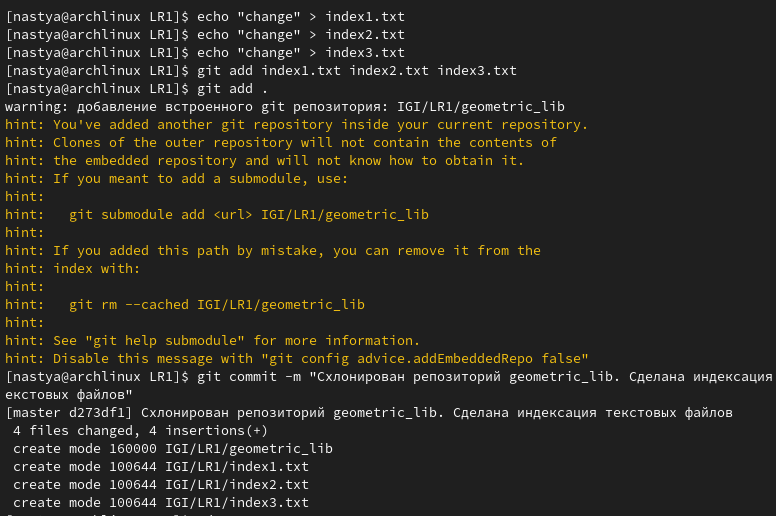 [nastya@archlinux LR1]$ echo "change" > index1.txt
[nastya@archlinux LR1]$ echo "change" > index2.txt
[nastya@archlinux LR1]$ echo "change" > index3.txt
[nastya@archlinux LR1]$ git add index1.txt index2.txt index3.txt
[nastya@archlinux LR1]$ git add .
warning: добавление встроенного git репозитория: IGI/LR1/geometric_lib
hint: You've added another git repository inside your current repository.
hint: Clones of the outer repository will not contain the contents of
hint: the embedded repository and will not know how to obtain it.
hint: If you meant to add a submodule, use:
hint:
hint:   git submodule add <url> IGI/LR1/geometric_lib
hint:
hint: If you added this path by mistake, you can remove it from the
hint: index with:
hint:
hint:   git rm --cached IGI/LR1/geometric_lib
hint:
hint: See "git help submodule" for more information.
hint: Disable this message with "git config advice.addEmbeddedRepo false"
[nastya@archlinux LR1]$ git commit -m "Схлонирован репозиторий geometric_lib. Сделана индексация
екстовых файлов"
[master d273df1] Схлонирован репозиторий geometric_lib. Сделана индексация текстовых файлов
 4 files changed, 4 insertions(+)
 create mode 160000 IGI/LR1/geometric_lib
 create mode 100644 IGI/LR1/index1.txt
 create mode 100644 IGI/LR1/index2.txt
 create mode 100644 IGI/LR1/index3.txt